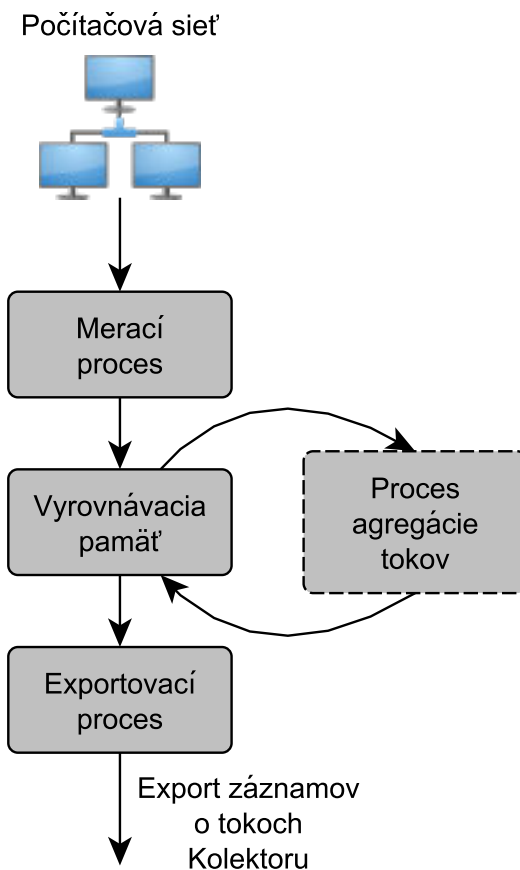 Počítačová sieť
Merací
proces
Vyrovnávacia
pamäť
Proces
agregácie
tokov
Exportovací
proces
Export záznamov
o tokoch
Kolektoru